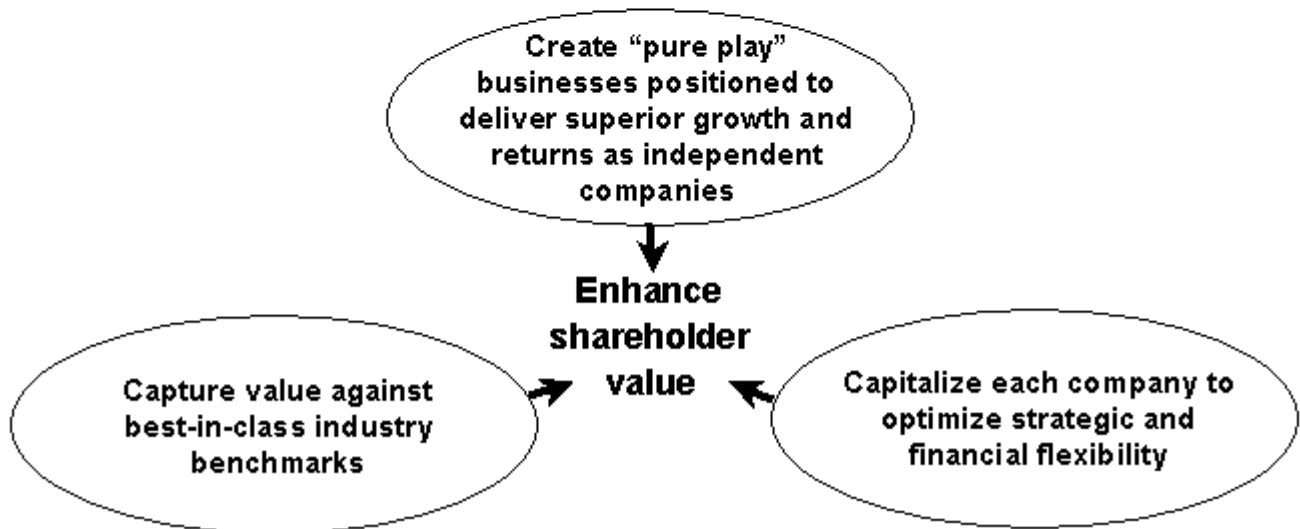 Create “pure play”
businesses positioned to
deliver superior growth and
returns as independent
companies
Enhance
shareholder
value
Capture value against
best-in-class industry
benchmarks
Capitalize each company to
optimize strategic and
financial flexibility